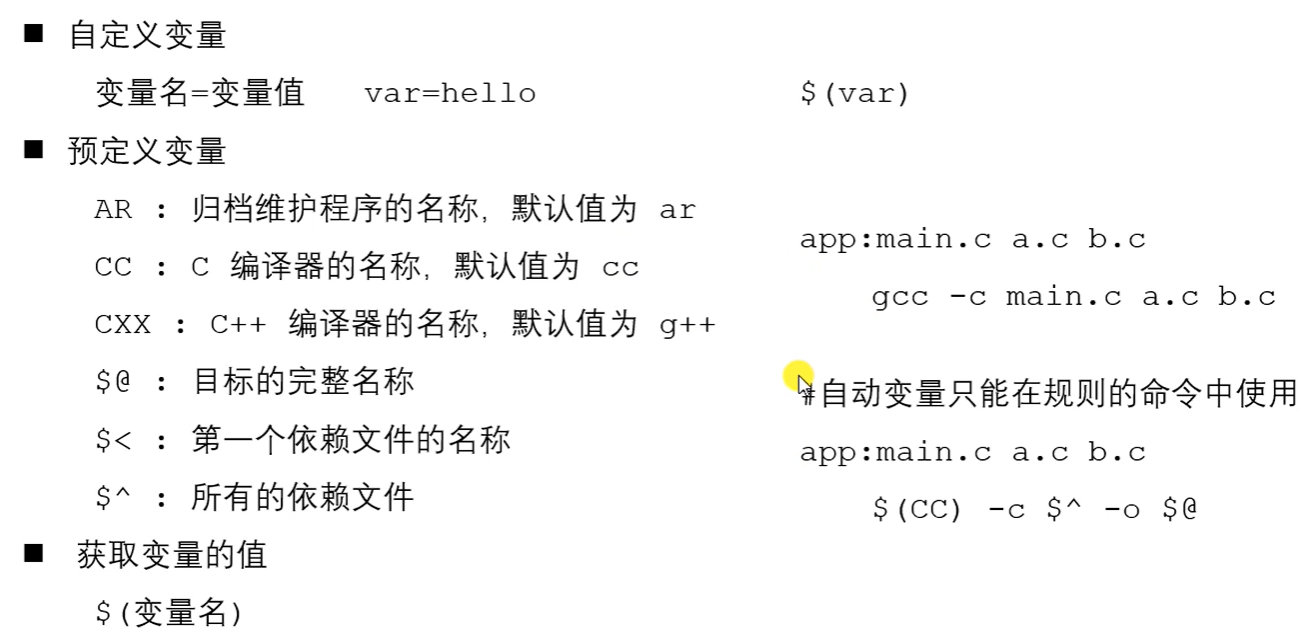 ■ 自定义变量
变量名=变量值 var=hello $(var)
■ 预定义变量
AR : 归档维护程序的名称, 默认值为 ar
CC : C 编译器的名称, 默认值为 cc
CXX : C++ 编译器的名称, 默认值为 g++
$@ : 目标的完整名称
$< : 第一个依赖文件的名称
$^ : 所有的依赖文件
■ 获取变量的值
$(变量名)
app:main.c a.c b.c
gcc -c main.c a.c b.c
#自动变量只能在规则的命令中使用
app:main.c a.c b.c
$(CC) -c $^ -o $@